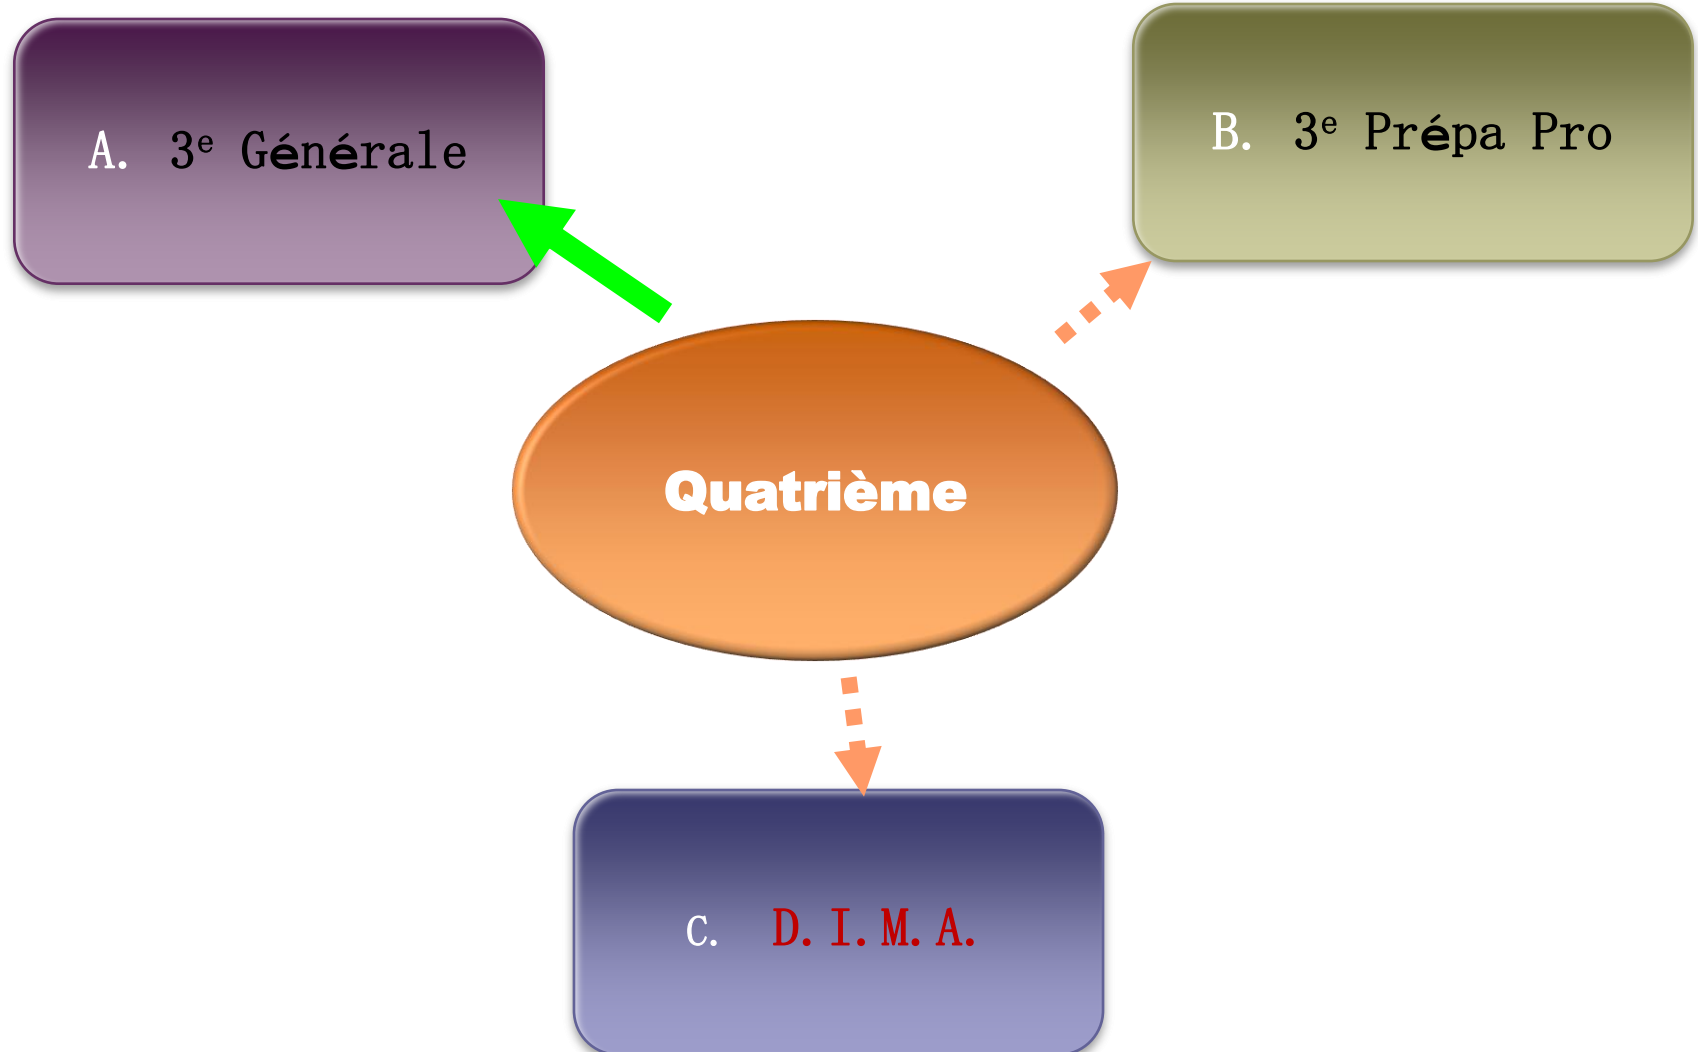 A. 3ᵉ Générale
B. 3ᵉ Prépa Pro
Quatrième
C. D.I.M.A.